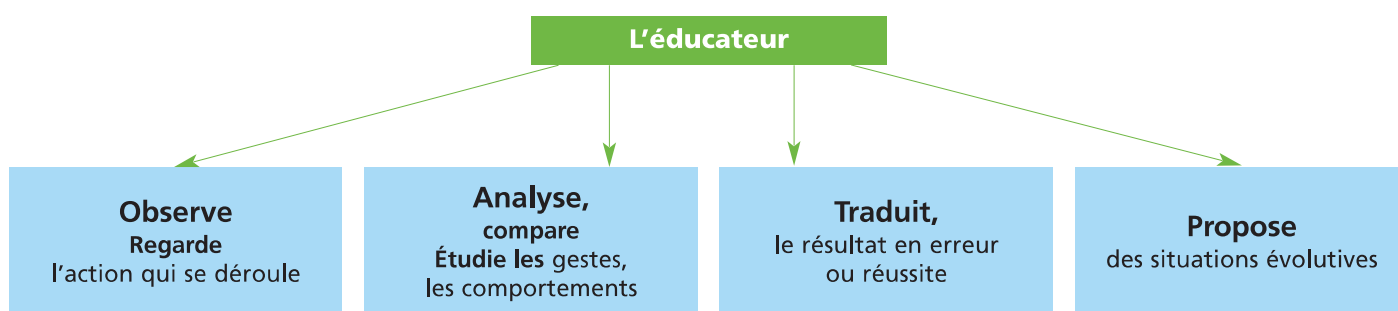 L'éducateur
Observe
Regarde
l'action qui se déroule
Analyse,
compare
Étudie les gestes,
les comportements
Traduit,
le résultat en erreur
ou réussite
Propose
des situations évolutives